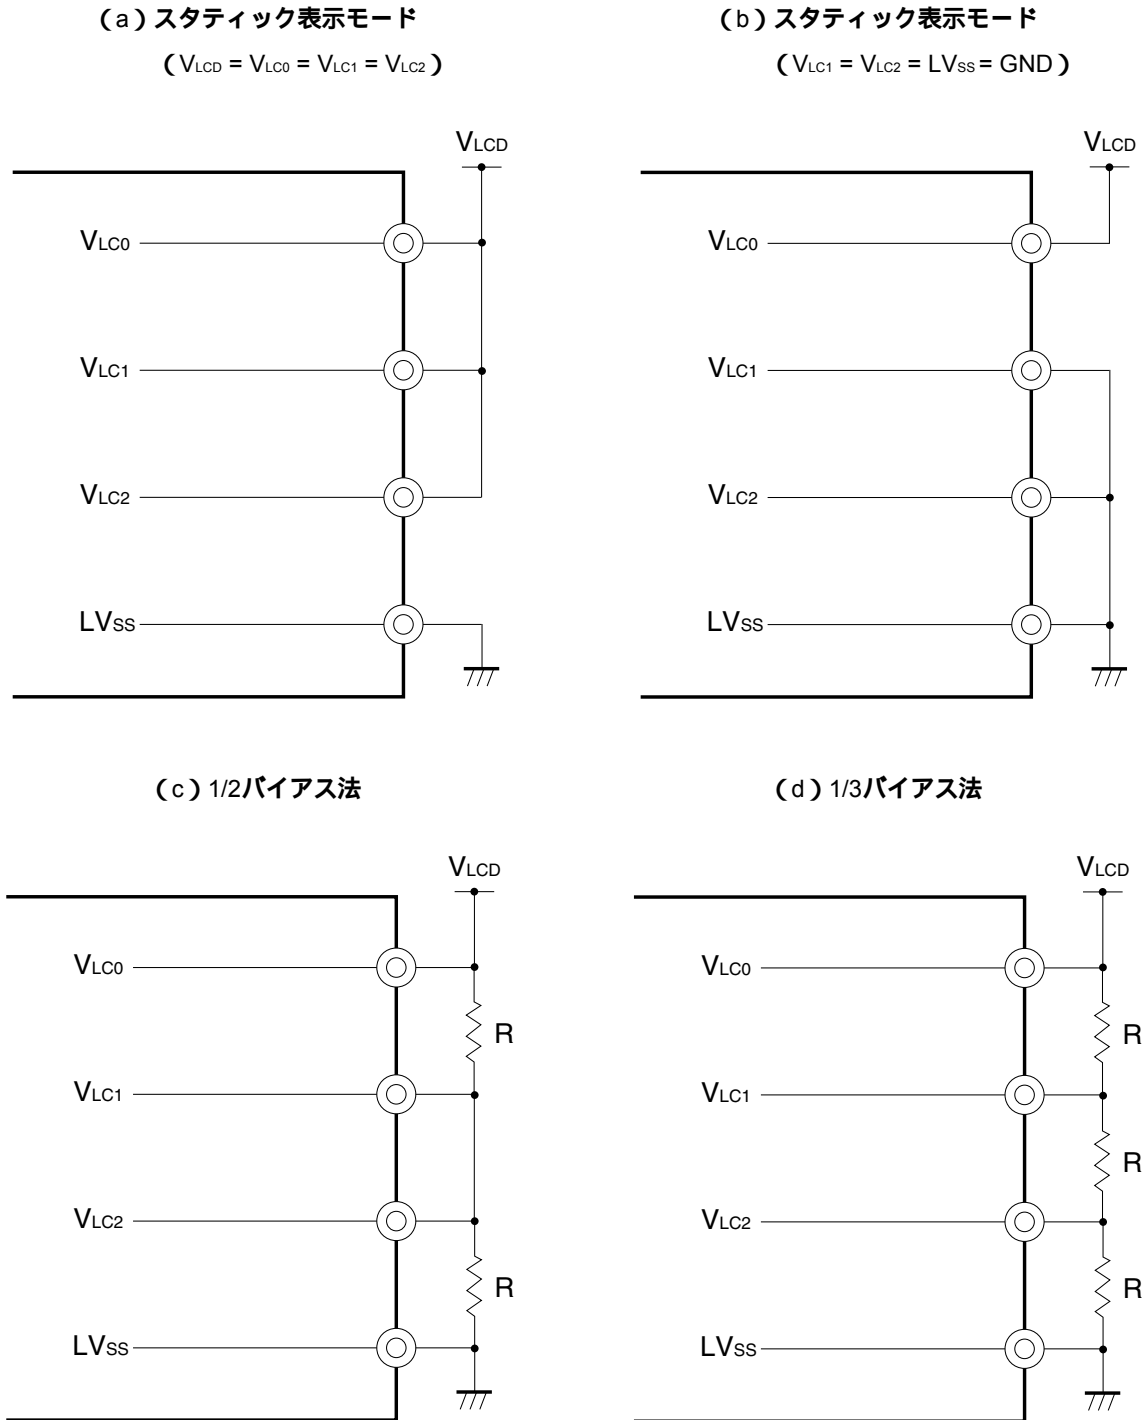 （a）スタティック表示モード
（VLCD = VLC0 = VLC1 = VLC2）
VLCD
VLC0
VLC1
VLC2
LVSS
（b）スタティック表示モード
（VLC1 = VLC2 = LVSS = GND）
VLCD
VLC0
VLC1
VLC2
LVSS
（c）1/2バイアス法
VLCD
VLC0
R
VLC1
VLC2
R
LVSS
（d）1/3バイアス法
VLCD
VLC0
R
VLC1
R
VLC2
R
LVSS